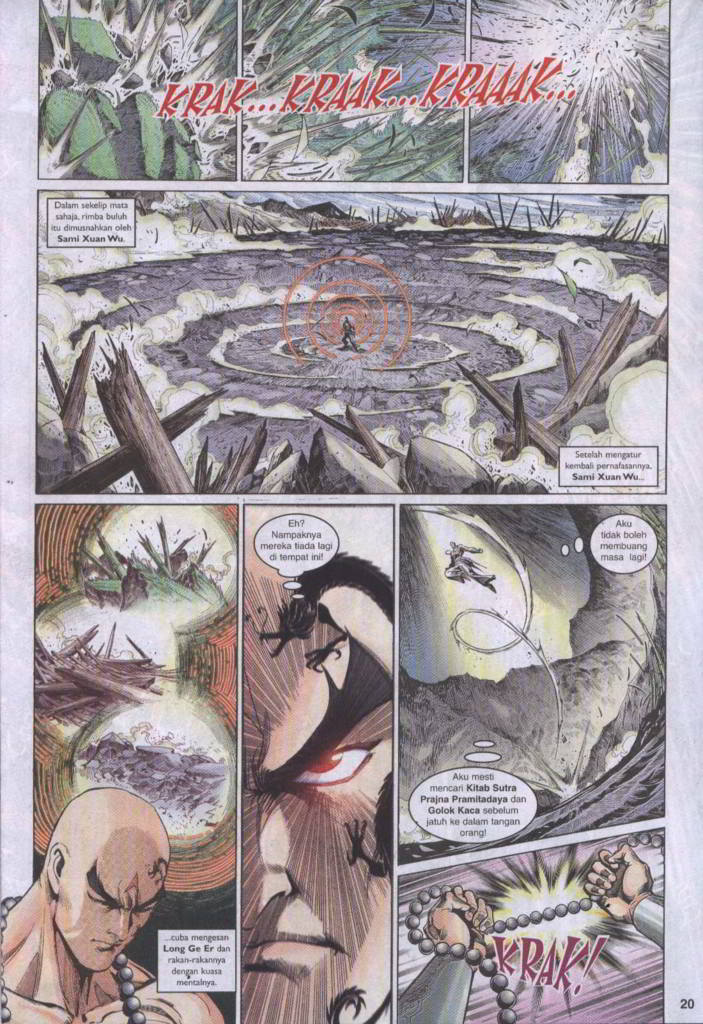 KRAK...KRAAK...KRAAAK...
Dalam sekelip mata
sahaja, rimba buluh
itu dimusnahkan oleh
Sami Xuan Wu.
Setelah mengatur
kembali pernafasannya,
Sami Xuan Wu...
...cuba mengesan
Long Ge Er dan
rakan-rakannya
dengan kuasa
mentalnya.
Eh?
Nampaknya
mereka tiada lagi
di tempat ini!
Aku
tidak boleh
membuang
masa lagi!
Aku mesti
mencari Kitab Sutra
Prajna Pramitadaya dan
Golok Kaca sebelum
jatuh ke dalam tangan
orang!
KRAK!
20